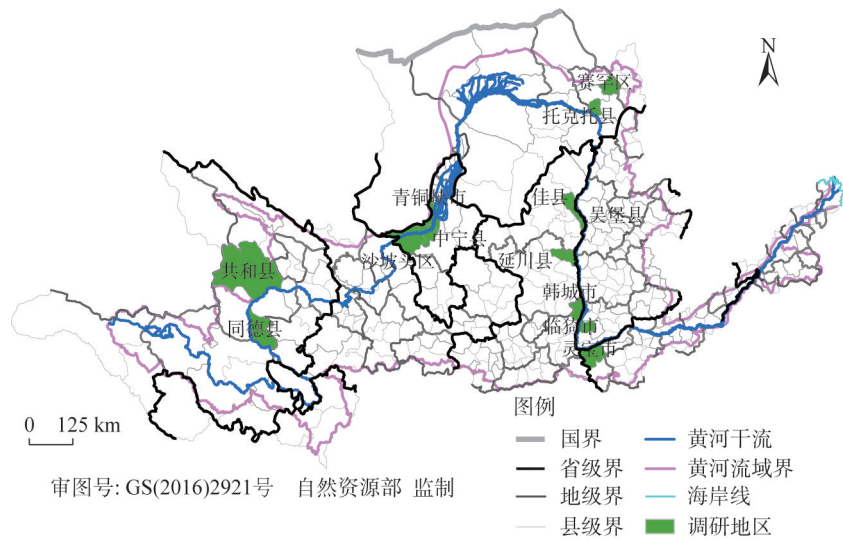 N
赛罕区
托克托县
青铜峡市
佳县
吴堡县
中宁县
沙坡头区
延川县
共和县
韩城市
同德县
临猗市
灵宝市
图例
0 125 km
国界
黄河干流
省级界
黄河流域界
地级界
海岸线
县级界
调研地区
审图号: GS(2016)2921号 自然资源部 监制